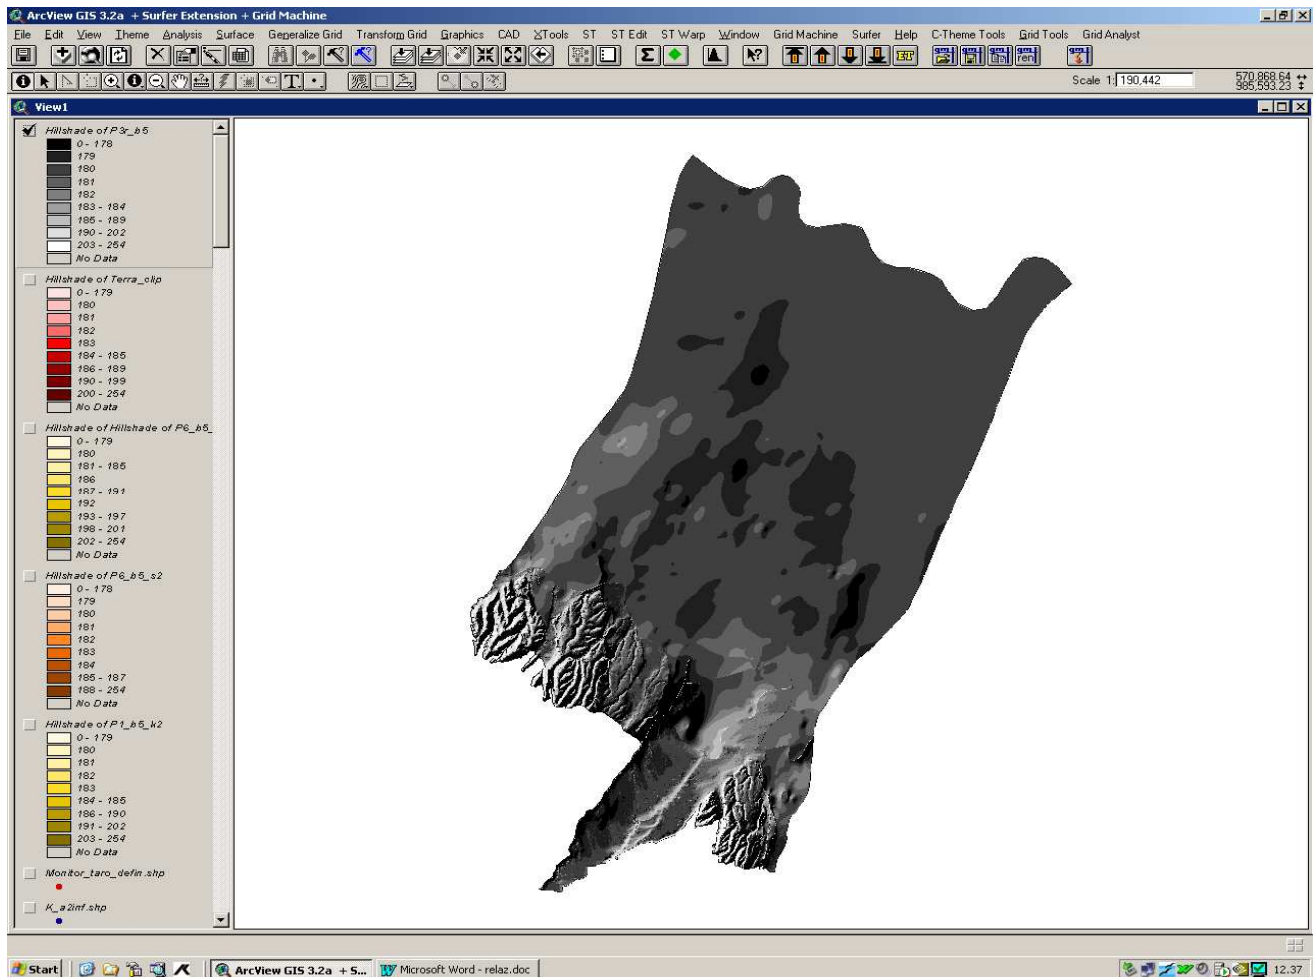 ArcView GIS 3.2a + Surfer Extension + Grid Machine
File Edit View Theme Analysis Surface Generalize Grid Transform Grid Graphics CAD XTools ST ST Edit ST Warp Window Grid Machine Surfer Help C-Theme Tools Grid Tools Grid Analyst
Scale 1: 190,442
570,868.64
985,593.23
View1
Hillshade of P3r_b5
0 - 178
179
180
181
182
183 - 184
185 - 189
190 - 202
203 - 254
No Data
Hillshade of Terra_clip
0 - 179
180
181
182
183
184 - 185
186 - 189
190 - 199
200 - 254
No Data
Hillshade of Hillshade of P6_b5_
0 - 179
180
181 - 185
186
187 - 191
192
193 - 197
198 - 201
202 - 254
No Data
Hillshade of P6_b5_s2
0 - 178
179
180
181
182
183
184
185 - 187
188 - 254
No Data
Hillshade of P1_b5_k2
0 - 179
180
181
182
183
184 - 185
186 - 190
191 - 202
203 - 254
No Data
Monitor_taro_defin.shp
K_a2inf.shp
Start
ArcView GIS 3.2a + S...
Microsoft Word - relaz.doc
12.37